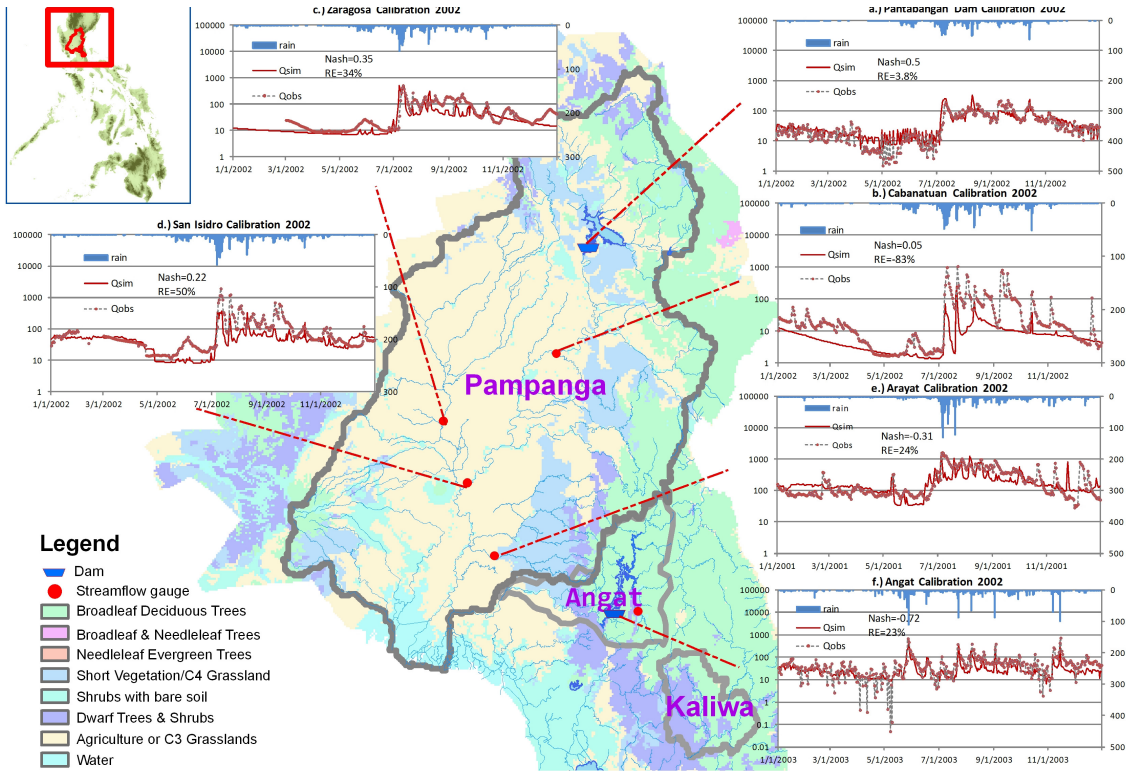 c.) Zaragosa Calibration 2002
100000
10000
1000
100
10
1
0
100
200
300
rain
Qsim
Qobs
Nash=0.35
RE=34%
1/1/2002
3/1/2002
5/1/2002
7/1/2002
9/1/2002
11/1/2002
a.) Pantabangan Dam Calibration 2002
100000
10000
1000
100
10
1
0
100
200
300
400
500
rain
Qsim
Qobs
Nash=0.5
RE=3.8%
1/1/2002
3/1/2002
5/1/2002
7/1/2002
9/1/2002
11/1/2002
b.) Cabanatuan Calibration 2002
100000
10000
1000
100
10
1
0
100
200
300
rain
Qsim
Qobs
Nash=0.05
RE=-83%
1/1/2002
3/1/2002
5/1/2002
7/1/2002
9/1/2002
11/1/2002
d.) San Isidro Calibration 2002
100000
10000
1000
100
10
1
0
100
200
300
rain
Qsim
Qobs
Nash=0.22
RE=50%
1/1/2002
3/1/2002
5/1/2002
7/1/2002
9/1/2002
11/1/2002
e.) Arayat Calibration 2002
100000
10000
1000
100
10
1
0
100
200
300
400
500
rain
Qsim
Qobs
Nash=-0.31
RE=24%
1/1/2001
3/1/2001
5/1/2001
7/1/2001
9/1/2001
11/1/2001
f.) Angat Calibration 2002
100000
10000
1000
100
10
1
0.1
0.01
0
100
200
300
400
500
rain
Qsim
Qobs
Nash=-0.72
RE=23%
1/1/2003
3/1/2003
5/1/2003
7/1/2003
9/1/2003
11/1/2003
Pampanga
Angat
Kaliwa
Legend
Dam
Streamflow gauge
Broadleaf Deciduous Trees
Broadleaf & Needleleaf Trees
Needleleaf Evergreen Trees
Short Vegetation/C4 Grassland
Shrubs with bare soil
Dwarf Trees & Shrubs
Agriculture or C3 Grasslands
Water